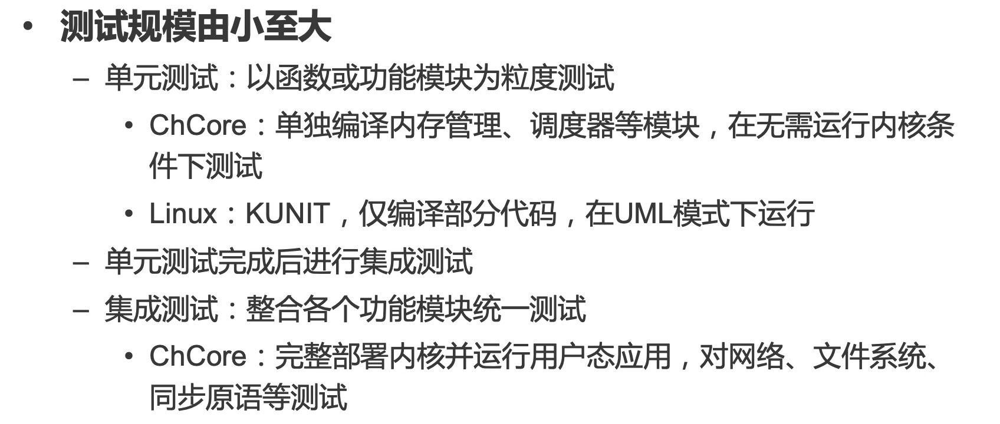 • 测试规模由小至大
– 单元测试：以函数或功能模块为粒度测试
• ChCore：单独编译内存管理、调度器等模块，在无需运行内核条
件下测试
• Linux：KUNIT，仅编译部分代码，在UML模式下运行
– 单元测试完成后进行集成测试
– 集成测试：整合各个功能模块统一测试
• ChCore：完整部署内核并运行用户态应用，对网络、文件系统、
同步原语等测试